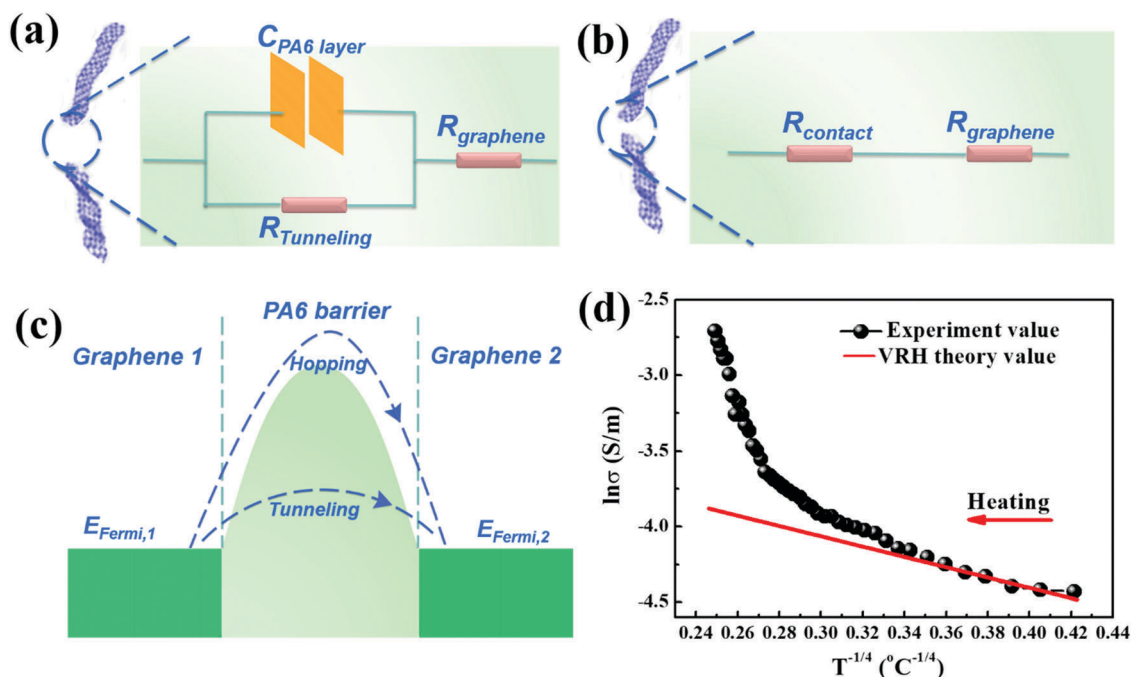 (a)
C_PA6 layer
R_graphene
R_Tunneling
(b)
R_contact
R_graphene
(c)
PA6 barrier
Graphene 1
Graphene 2
Hopping
Tunneling
E_Fermi,1
E_Fermi,2
(d)
Experiment value
VRH theory value
Heating
lnσ (S/m)
-2.5
-3.0
-3.5
-4.0
-4.5
0.24 0.26 0.28 0.30 0.32 0.34 0.36 0.38 0.40 0.42 0.44
T^-1/4 (°C^-1/4)